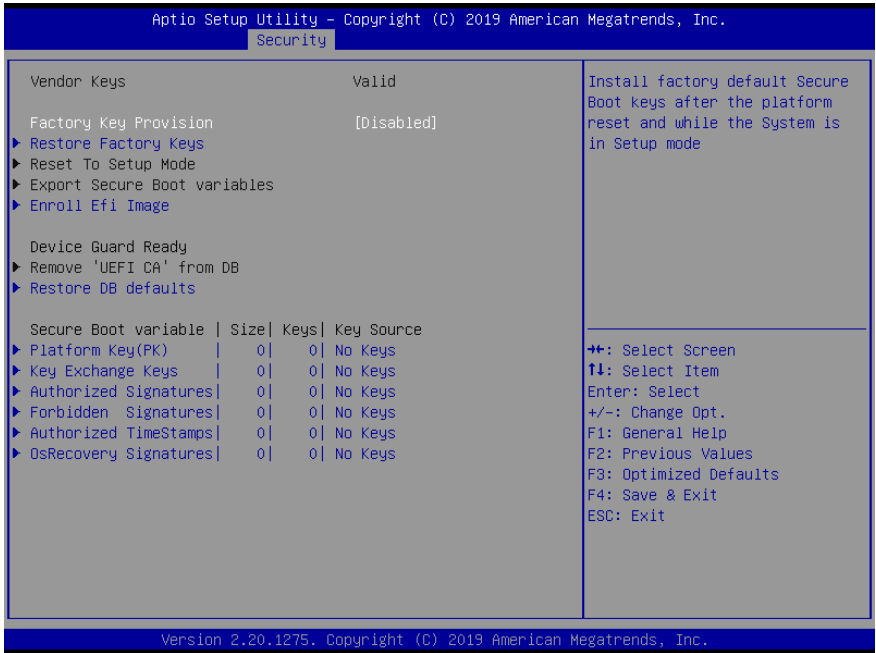 Aptio Setup Utility – Copyright (C) 2019 American Megatrends, Inc.
Security
Vendor Keys Valid
Factory Key Provision [Disabled]
Restore Factory Keys
Reset To Setup Mode
Export Secure Boot variables
Enroll Efi Image
Device Guard Ready
Remove 'UEFI CA' from DB
Restore DB defaults
Secure Boot variable | Size| Keys| Key Source
Platform Key(PK) | 0| 0| No Keys
Key Exchange Keys | 0| 0| No Keys
Authorized Signatures| 0| 0| No Keys
Forbidden Signatures| 0| 0| No Keys
Authorized TimeStamps| 0| 0| No Keys
OsRecovery Signatures| 0| 0| No Keys
Install factory default Secure
Boot keys after the platform
reset and while the System is
in Setup mode
→←: Select Screen
↑↓: Select Item
Enter: Select
+/-: Change Opt.
F1: General Help
F2: Previous Values
F3: Optimized Defaults
F4: Save & Exit
ESC: Exit
Version 2.20.1275. Copyright (C) 2019 American Megatrends, Inc.